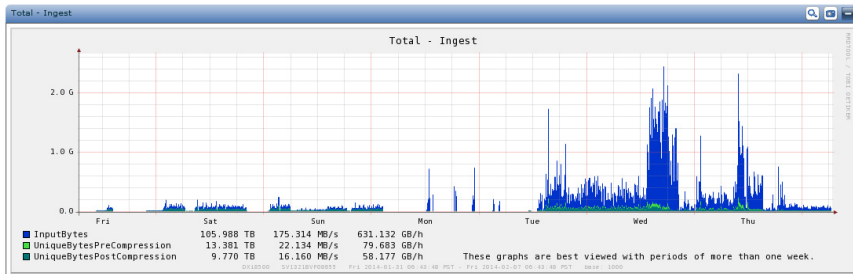 Total - Ingest
Total - Ingest
2.0 G
1.0 G
0.0
Fri Sat Sun Mon Tue Wed Thu
InputBytes 105.988 TB 175.314 MB/s 631.132 GB/h
UniqueBytesPreCompression 13.381 TB 22.134 MB/s 79.683 GB/h
UniqueBytesPostCompression 9.770 TB 16.160 MB/s 58.177 GB/h These graphs are best viewed with periods of more than one week.
RRDTOOL / TOBI OETIKER